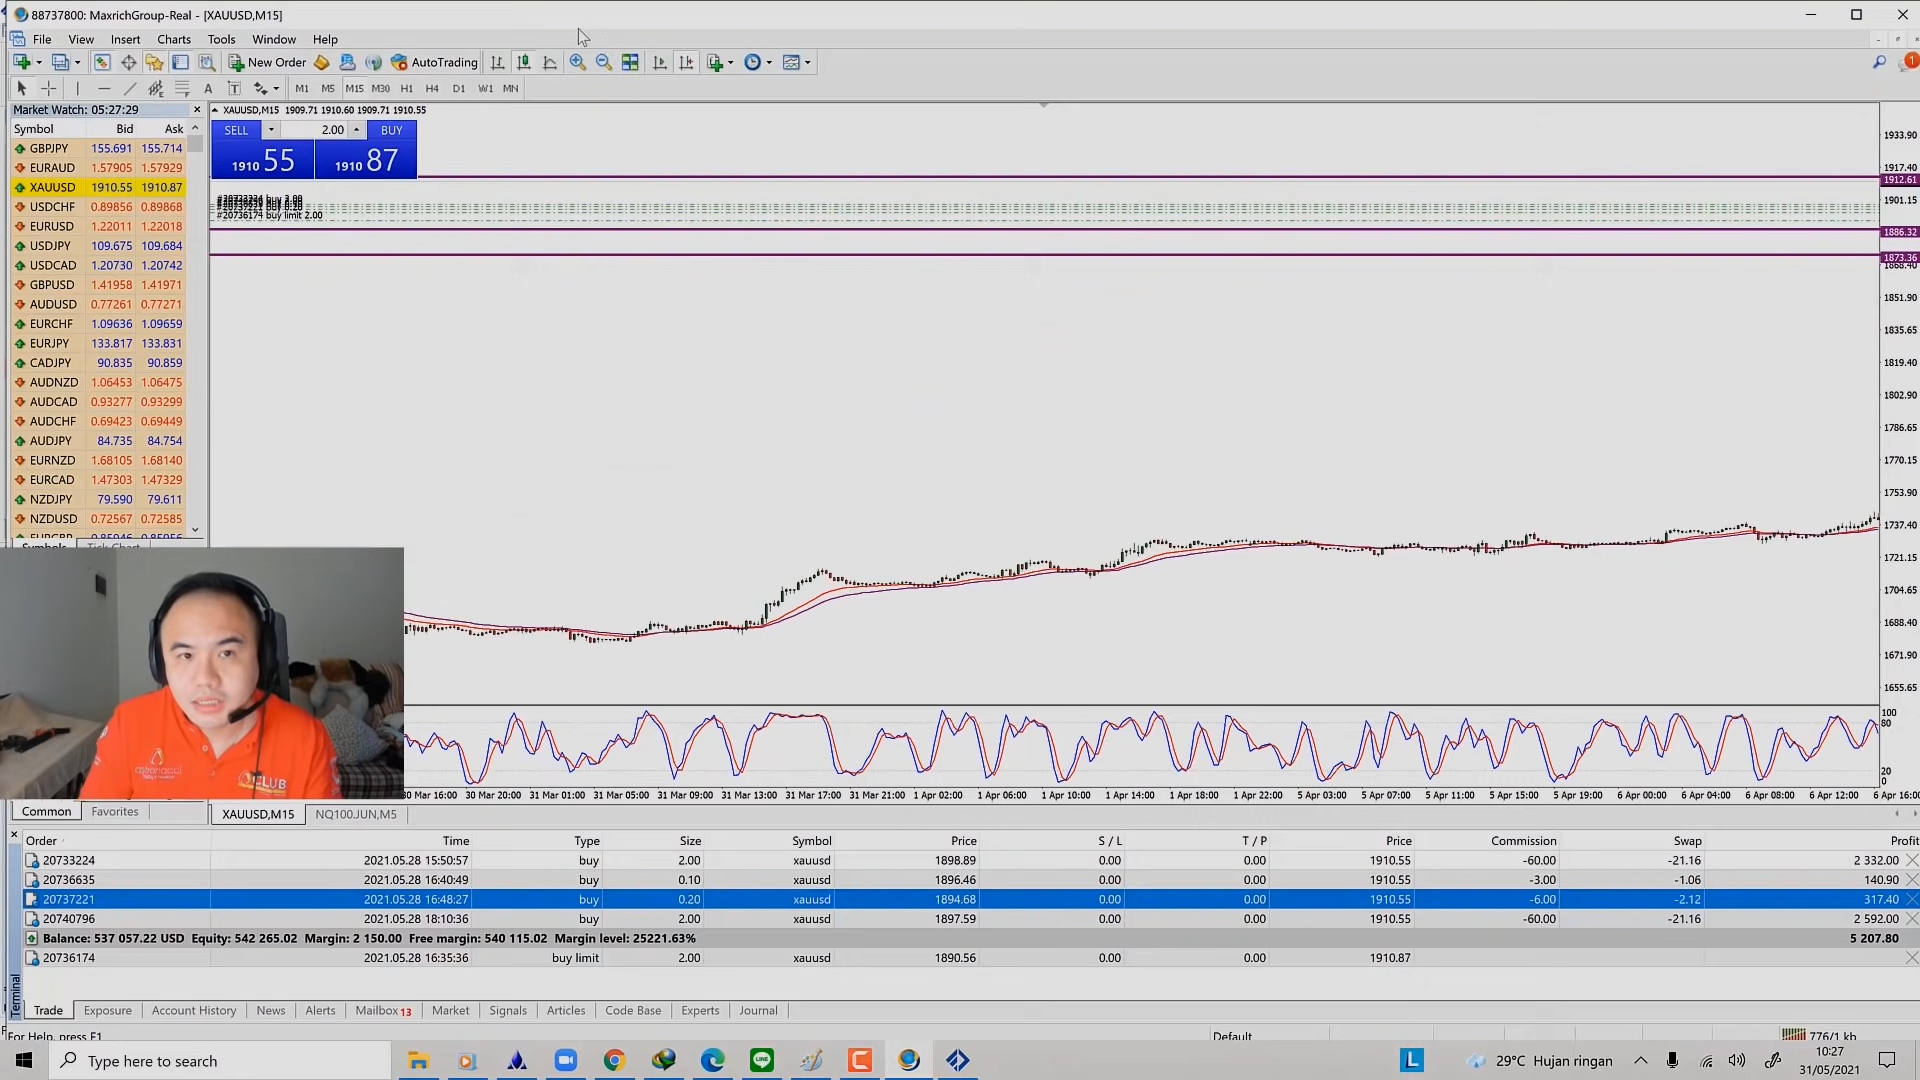 88737800: MaxrichGroup-Real - [XAUUSD,M15]
File View Insert Charts Tools Window Help
New Order AutoTrading
1
A T M1 M5 M15 M30 H1 H4 D1 W1 MN
Market Watch: 05:27:29
Symbol Bid Ask
GBPJPY 155.691 155.714
EURAUD 1.57905 1.57929
XAUUSD 1910.55 1910.87
USDCHF 0.89856 0.89868
EURUSD 1.22011 1.22018
USDJPY 109.675 109.684
USDCAD 1.20730 1.20742
GBPUSD 1.41958 1.41971
AUDUSD 0.77261 0.77271
EURCHF 1.09636 1.09659
EURJPY 133.817 133.831
CADJPY 90.835 90.859
AUDNZD 1.06453 1.06475
AUDCAD 0.93277 0.93299
AUDCHF 0.69423 0.69449
AUDJPY 84.735 84.754
EURNZD 1.68105 1.68140
EURCAD 1.47303 1.47329
NZDJPY 79.590 79.611
NZDUSD 0.72567 0.72585
Common Favorites
XAUUSD,M15 1909.71 1910.60 1909.71 1910.55
SELL 2.00 BUY
1910 55 1910 87
#20736174 buy limit 2.00
1933.90
1917.40
1912.61
1901.15
1886.32
1873.36
1851.90
1835.65
1819.40
1802.90
1786.65
1770.15
1753.90
1737.40
1721.15
1704.65
1688.40
1671.90
1655.65
100
80
20
0
30 Mar 16:00 30 Mar 20:00 31 Mar 01:00 31 Mar 05:00 31 Mar 09:00 31 Mar 13:00 31 Mar 17:00 31 Mar 21:00 1 Apr 02:00 1 Apr 06:00 1 Apr 10:00 1 Apr 14:00 1 Apr 18:00 1 Apr 22:00 5 Apr 03:00 5 Apr 07:00 5 Apr 11:00 5 Apr 15:00 5 Apr 19:00 6 Apr 00:00 6 Apr 04:00 6 Apr 08:00 6 Apr 12:00 6 Apr 16:00
astronacci
CLUB
XAUUSD,M15 NQ100.JUN,M5
Order Time Type Size Symbol Price S / L T / P Price Commission Swap Profit
20733224 2021.05.28 15:50:57 buy 2.00 xauusd 1898.89 0.00 0.00 1910.55 -60.00 -21.16 2 332.00
20736635 2021.05.28 16:40:49 buy 0.10 xauusd 1896.46 0.00 0.00 1910.55 -3.00 -1.06 140.90
20737221 2021.05.28 16:48:27 buy 0.20 xauusd 1894.68 0.00 0.00 1910.55 -6.00 -2.12 317.40
20740796 2021.05.28 18:10:36 buy 2.00 xauusd 1897.59 0.00 0.00 1910.55 -60.00 -21.16 2 592.00
Balance: 537 057.22 USD Equity: 542 265.02 Margin: 2 150.00 Free margin: 540 115.02 Margin level: 25221.63% 5 207.80
20736174 2021.05.28 16:35:36 buy limit 2.00 xauusd 1890.56 0.00 0.00 1910.87
Terminal
Trade Exposure Account History News Alerts Mailbox 13 Market Signals Articles Code Base Experts Journal
For Help, press F1 Default 776/1 kb
Type here to search
LINE
L
29°C Hujan ringan
10:27
31/05/2021